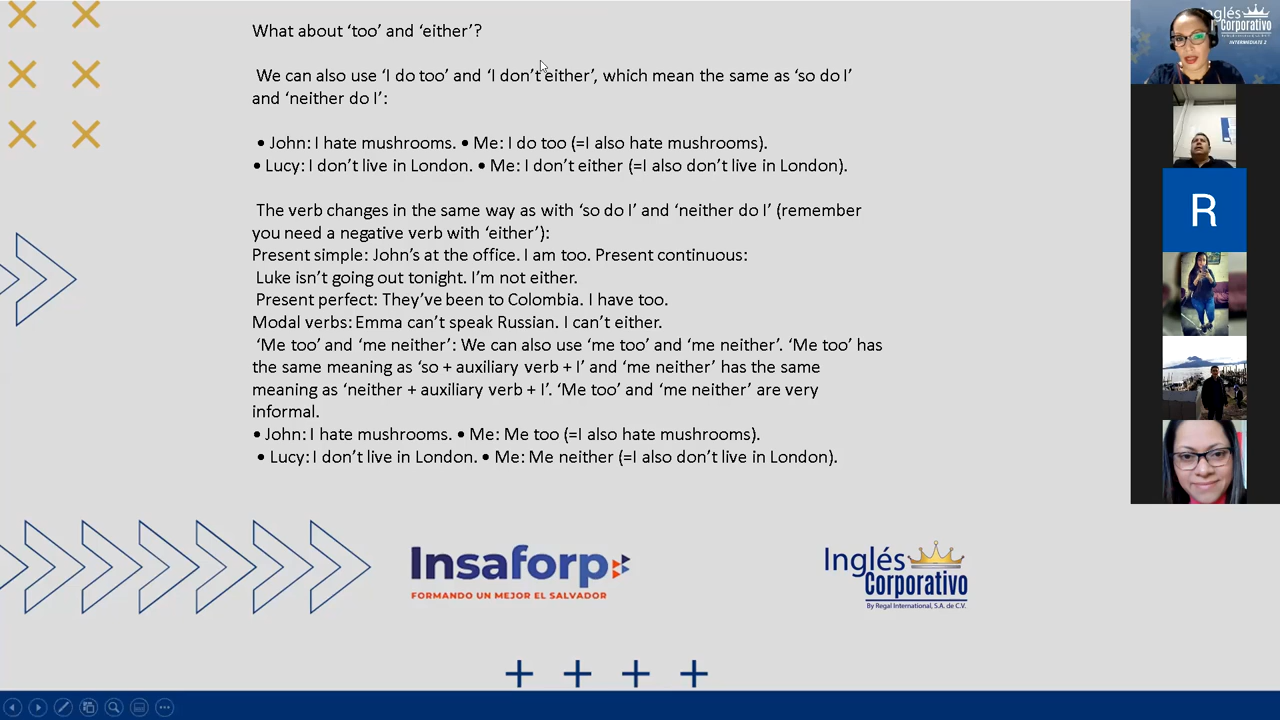 What about ‘too’ and ‘either’?
We can also use ‘I do too’ and ‘I don’t either’, which mean the same as ‘so do I’
and ‘neither do I’:
• John: I hate mushrooms. • Me: I do too (=I also hate mushrooms).
• Lucy: I don’t live in London. • Me: I don’t either (=I also don’t live in London).
The verb changes in the same way as with ‘so do I’ and ‘neither do I’ (remember
you need a negative verb with ‘either’):
Present simple: John’s at the office. I am too. Present continuous:
Luke isn’t going out tonight. I’m not either.
Present perfect: They’ve been to Colombia. I have too.
Modal verbs: Emma can’t speak Russian. I can’t either.
‘Me too’ and ‘me neither’: We can also use ‘me too’ and ‘me neither’. ‘Me too’ has
the same meaning as ‘so + auxiliary verb + I’ and ‘me neither’ has the same
meaning as ‘neither + auxiliary verb + I’. ‘Me too’ and ‘me neither’ are very
informal.
• John: I hate mushrooms. • Me: Me too (=I also hate mushrooms).
• Lucy: I don’t live in London. • Me: Me neither (=I also don’t live in London).
Insaforp
FORMANDO UN MEJOR EL SALVADOR
Inglés
Corporativo
By Regal International, S.A. de C.V.
Inglés
Corporativo
INTERMEDIATE 2
R